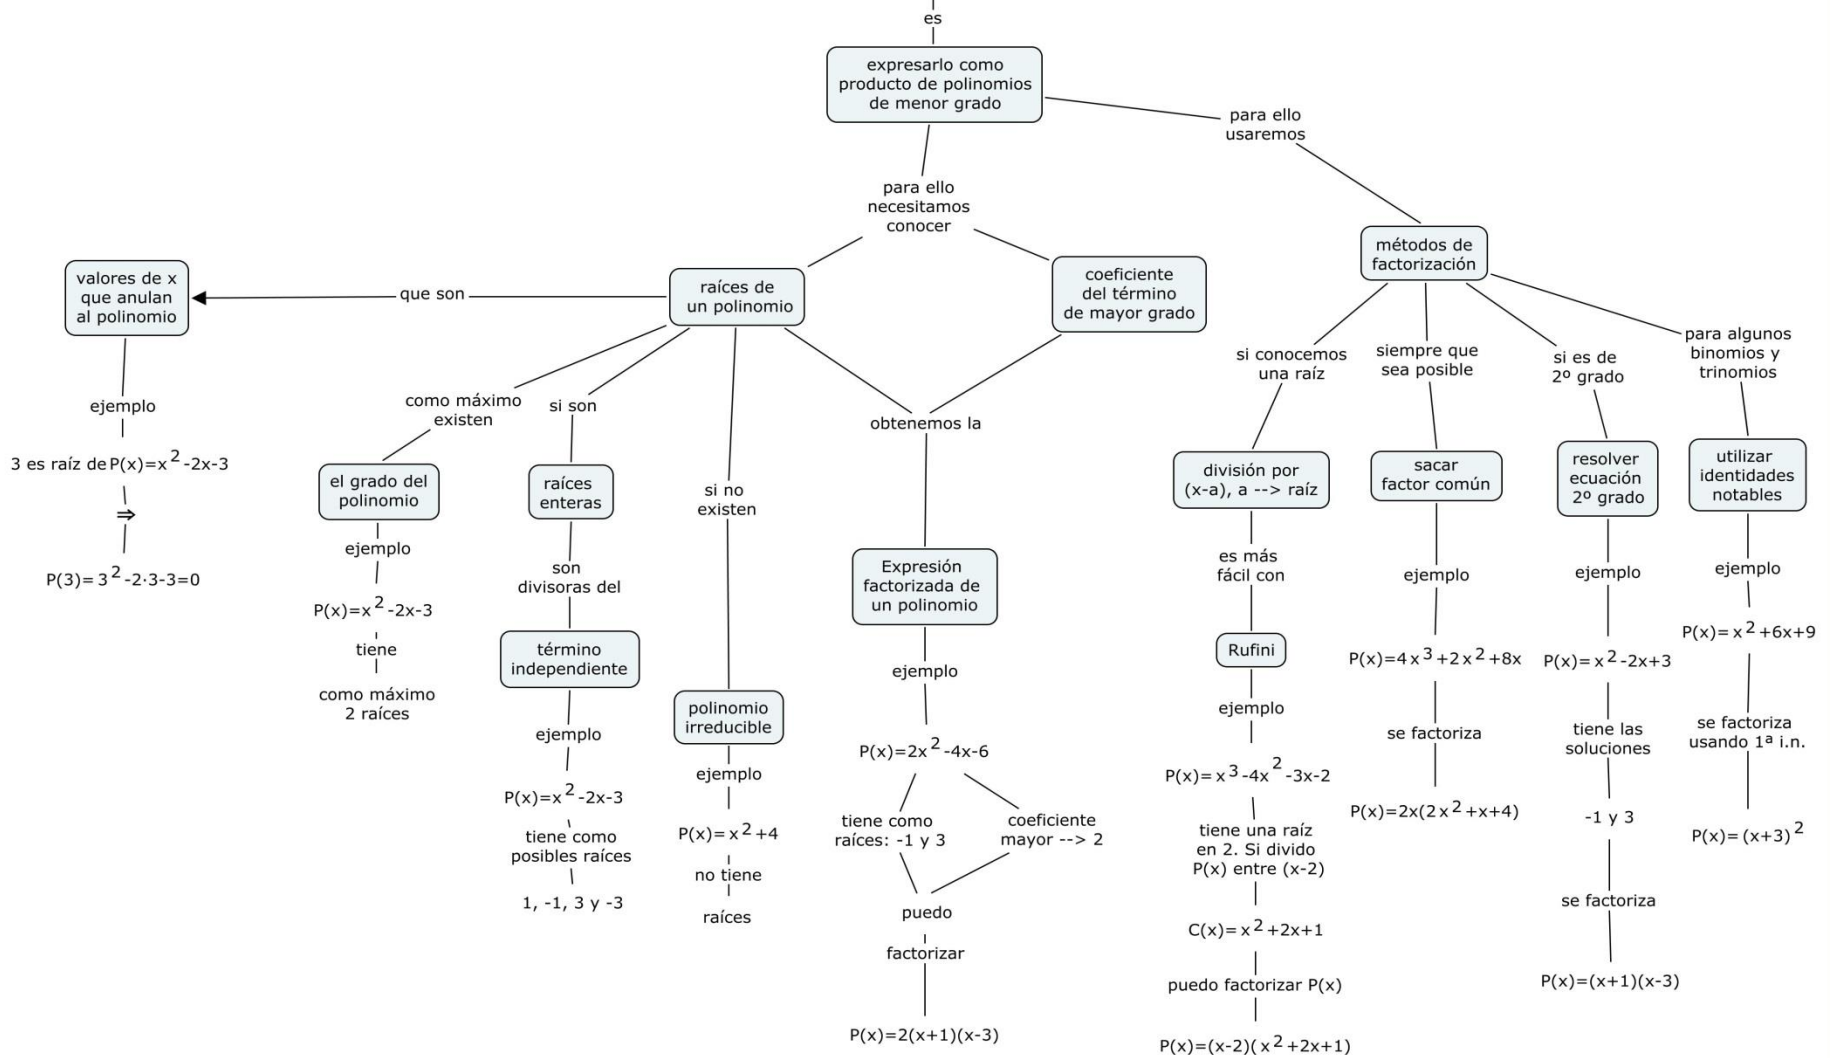 es
expresarlo como
producto de polinomios
de menor grado
para ello
necesitamos
conocer
raíces de
un polinomio
que son
valores de x
que anulan
al polinomio
ejemplo
3 es raíz de P(x)=x²-2x-3
⇒
P(3)=3²-2·3-3=0
como máximo
existen
el grado del
polinomio
ejemplo
P(x)=x²-2x-3
tiene
como máximo
2 raíces
si son
raíces
enteras
son
divisoras del
término
independiente
ejemplo
P(x)=x²-2x-3
tiene como
posibles raíces
1, -1, 3 y -3
si no
existen
polinomio
irreducible
ejemplo
P(x)=x²+4
no tiene
raíces
coeficiente
del término
de mayor grado
obtenemos la
Expresión
factorizada de
un polinomio
ejemplo
P(x)=2x²-4x-6
tiene como
raíces: -1 y 3
coeficiente
mayor --> 2
puedo
factorizar
P(x)=2(x+1)(x-3)
para ello
usaremos
métodos de
factorización
si conocemos
una raíz
división por
(x-a), a --> raíz
es más
fácil con
Rufini
ejemplo
P(x)=x³-4x²-3x-2
tiene una raíz
en 2. Si divido
P(x) entre (x-2)
C(x)=x²+2x+1
puedo factorizar P(x)
P(x)=(x-2)(x²+2x+1)
siempre que
sea posible
sacar
factor común
ejemplo
P(x)=4x³+2x²+8x
se factoriza
P(x)=2x(2x²+x+4)
si es de
2º grado
resolver
ecuación
2º grado
ejemplo
P(x)=x²-2x+3
tiene las
soluciones
-1 y 3
se factoriza
P(x)=(x+1)(x-3)
para algunos
binomios y
trinomios
utilizar
identidades
notables
ejemplo
P(x)=x²+6x+9
se factoriza
usando 1ª i.n.
P(x)=(x+3)²